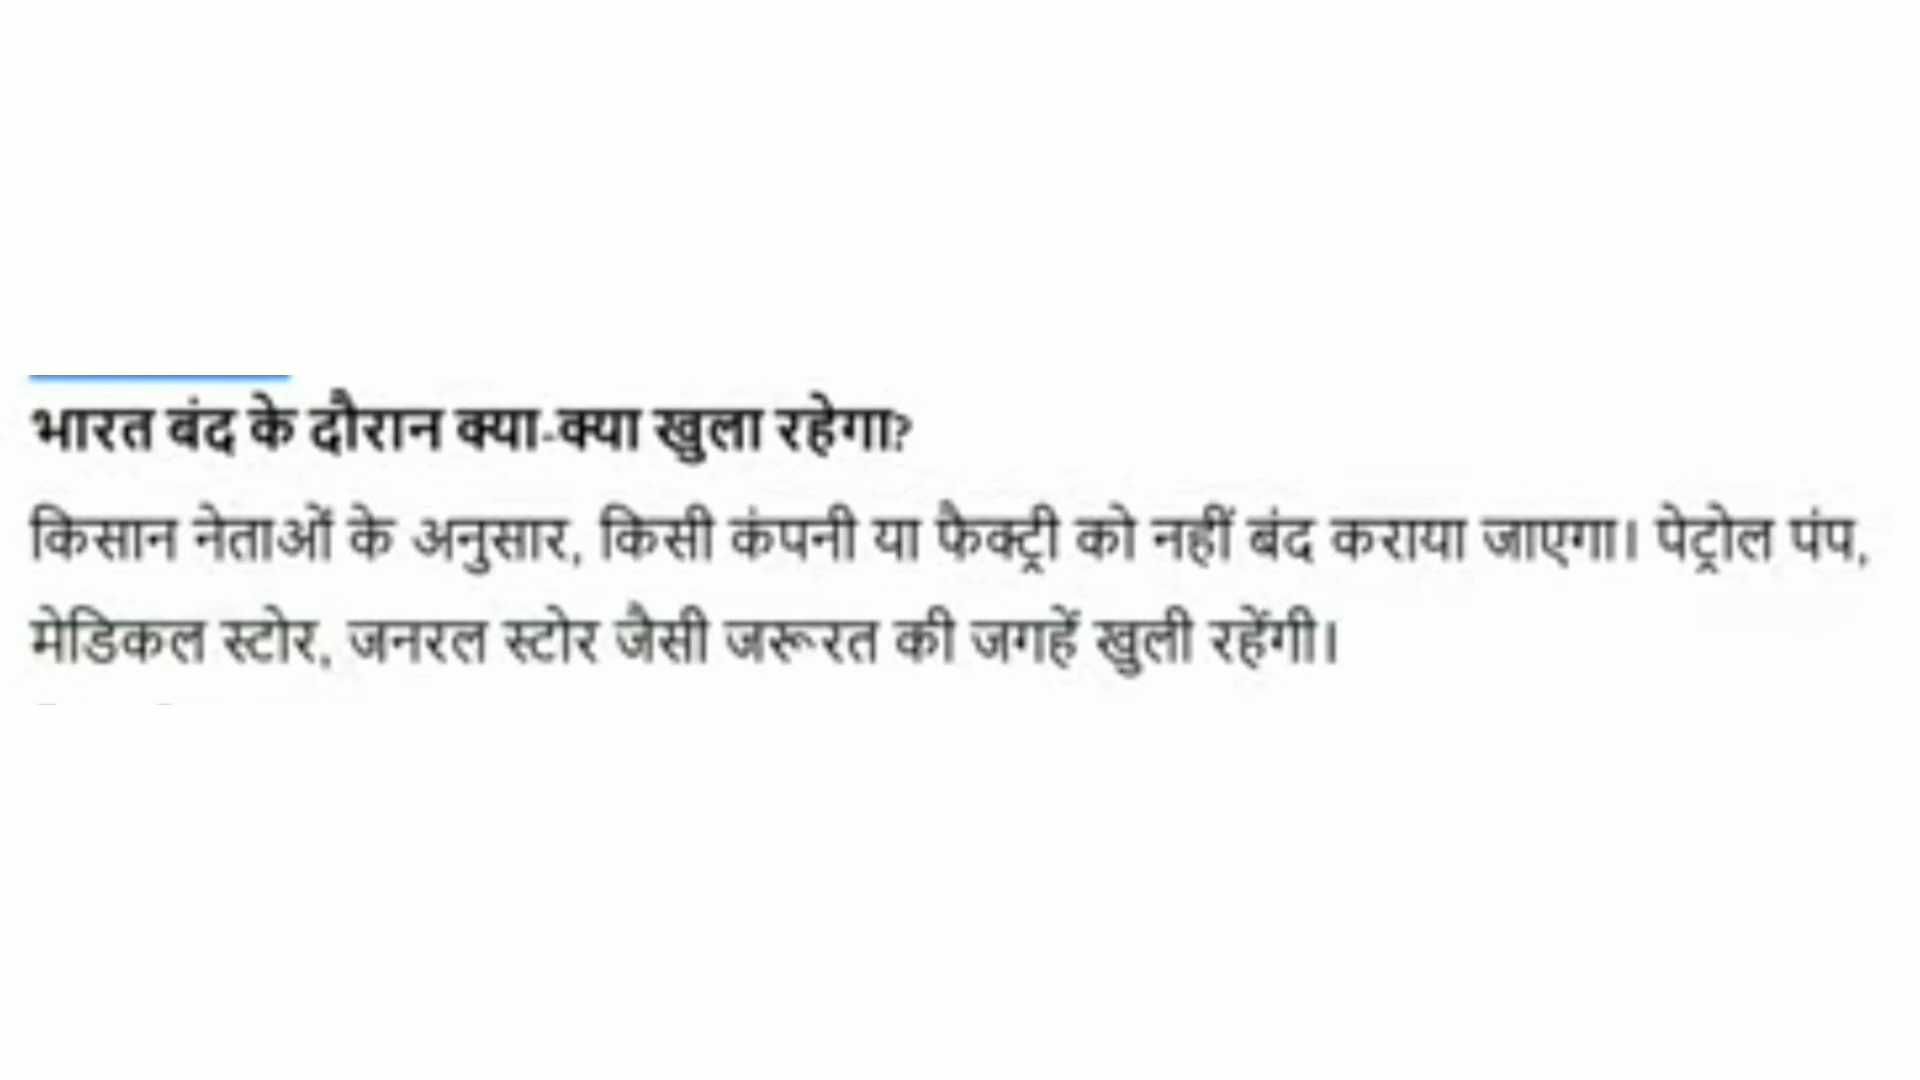 भारत बंद के दौरान क्या-क्या खुला रहेगा?
किसान नेताओं के अनुसार, किसी कंपनी या फैक्ट्री को नहीं बंद कराया जाएगा। पेट्रोल पंप,
मेडिकल स्टोर, जनरल स्टोर जैसी जरूरत की जगहें खुली रहेंगी।